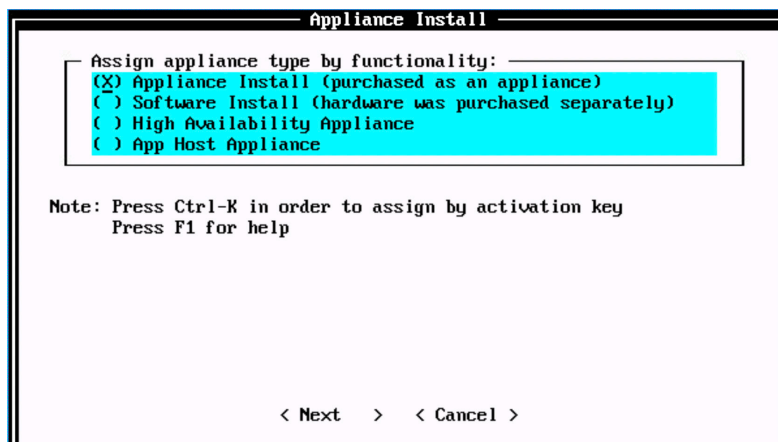 Appliance Install
Assign appliance type by functionality:
(X) Appliance Install (purchased as an appliance)
( ) Software Install (hardware was purchased separately)
( ) High Availability Appliance
( ) App Host Appliance
Note: Press Ctrl-K in order to assign by activation key
Press F1 for help
< Next > < Cancel >